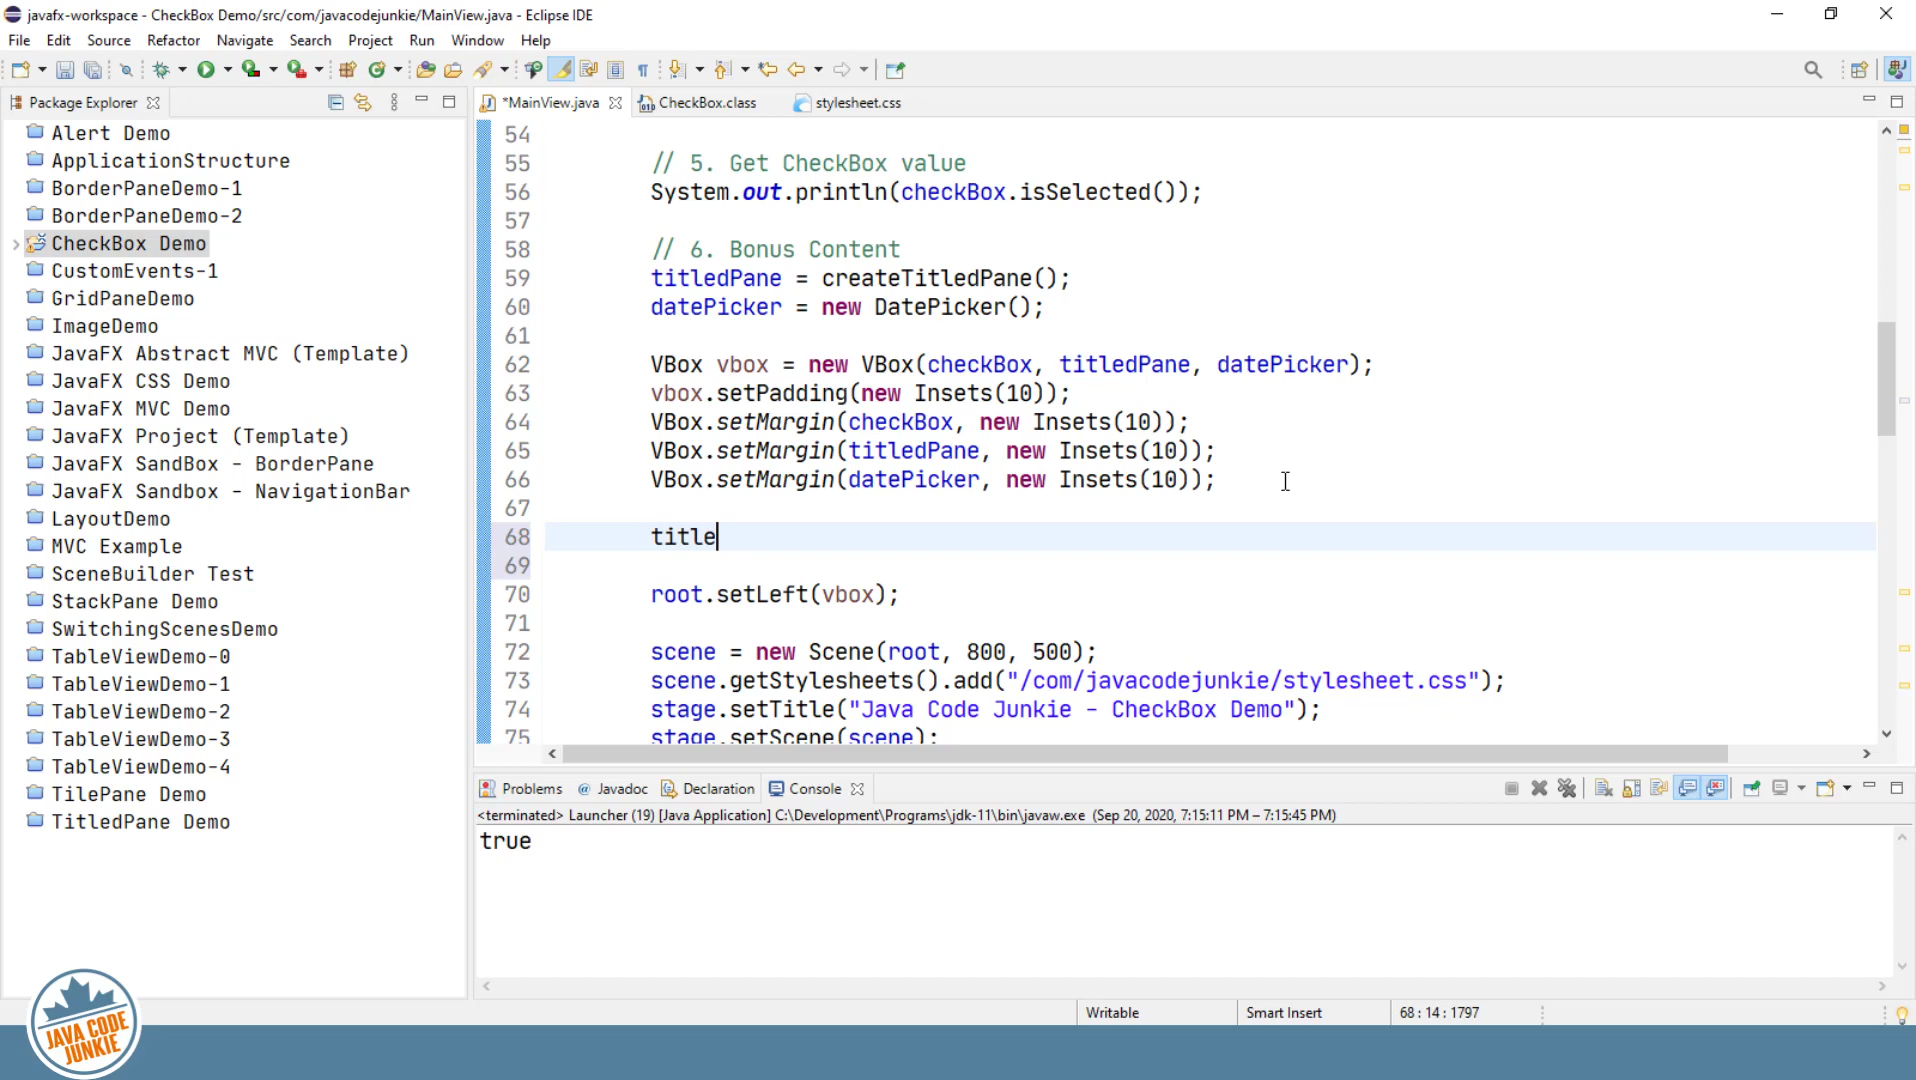 javafx-workspace - CheckBox Demo/src/com/javacodejunkie/MainView.java - Eclipse IDE
File Edit Source Refactor Navigate Search Project Run Window Help
Package Explorer
Alert Demo
ApplicationStructure
BorderPaneDemo-1
BorderPaneDemo-2
CheckBox Demo
CustomEvents-1
GridPaneDemo
ImageDemo
JavaFX Abstract MVC (Template)
JavaFX CSS Demo
JavaFX MVC Demo
JavaFX Project (Template)
JavaFX SandBox - BorderPane
JavaFX Sandbox - NavigationBar
LayoutDemo
MVC Example
SceneBuilder Test
StackPane Demo
SwitchingScenesDemo
TableViewDemo-0
TableViewDemo-1
TableViewDemo-2
TableViewDemo-3
TableViewDemo-4
TilePane Demo
TitledPane Demo
*MainView.java CheckBox.class stylesheet.css
54
55 // 5. Get CheckBox value
56 System.out.println(checkBox.isSelected());
57
58 // 6. Bonus Content
59 titledPane = createTitledPane();
60 datePicker = new DatePicker();
61
62 VBox vbox = new VBox(checkBox, titledPane, datePicker);
63 vbox.setPadding(new Insets(10));
64 VBox.setMargin(checkBox, new Insets(10));
65 VBox.setMargin(titledPane, new Insets(10));
66 VBox.setMargin(datePicker, new Insets(10));
67
68 title
69
70 root.setLeft(vbox);
71
72 scene = new Scene(root, 800, 500);
73 scene.getStylesheets().add("/com/javacodejunkie/stylesheet.css");
74 stage.setTitle("Java Code Junkie - CheckBox Demo");
75 stage.setScene(scene);
Problems @ Javadoc Declaration Console
<terminated> Launcher (19) [Java Application] C:\Development\Programs\jdk-11\bin\javaw.exe (Sep 20, 2020, 7:15:11 PM – 7:15:45 PM)
true
Writable Smart Insert 68 : 14 : 1797
JAVA CODE
JUNKIE